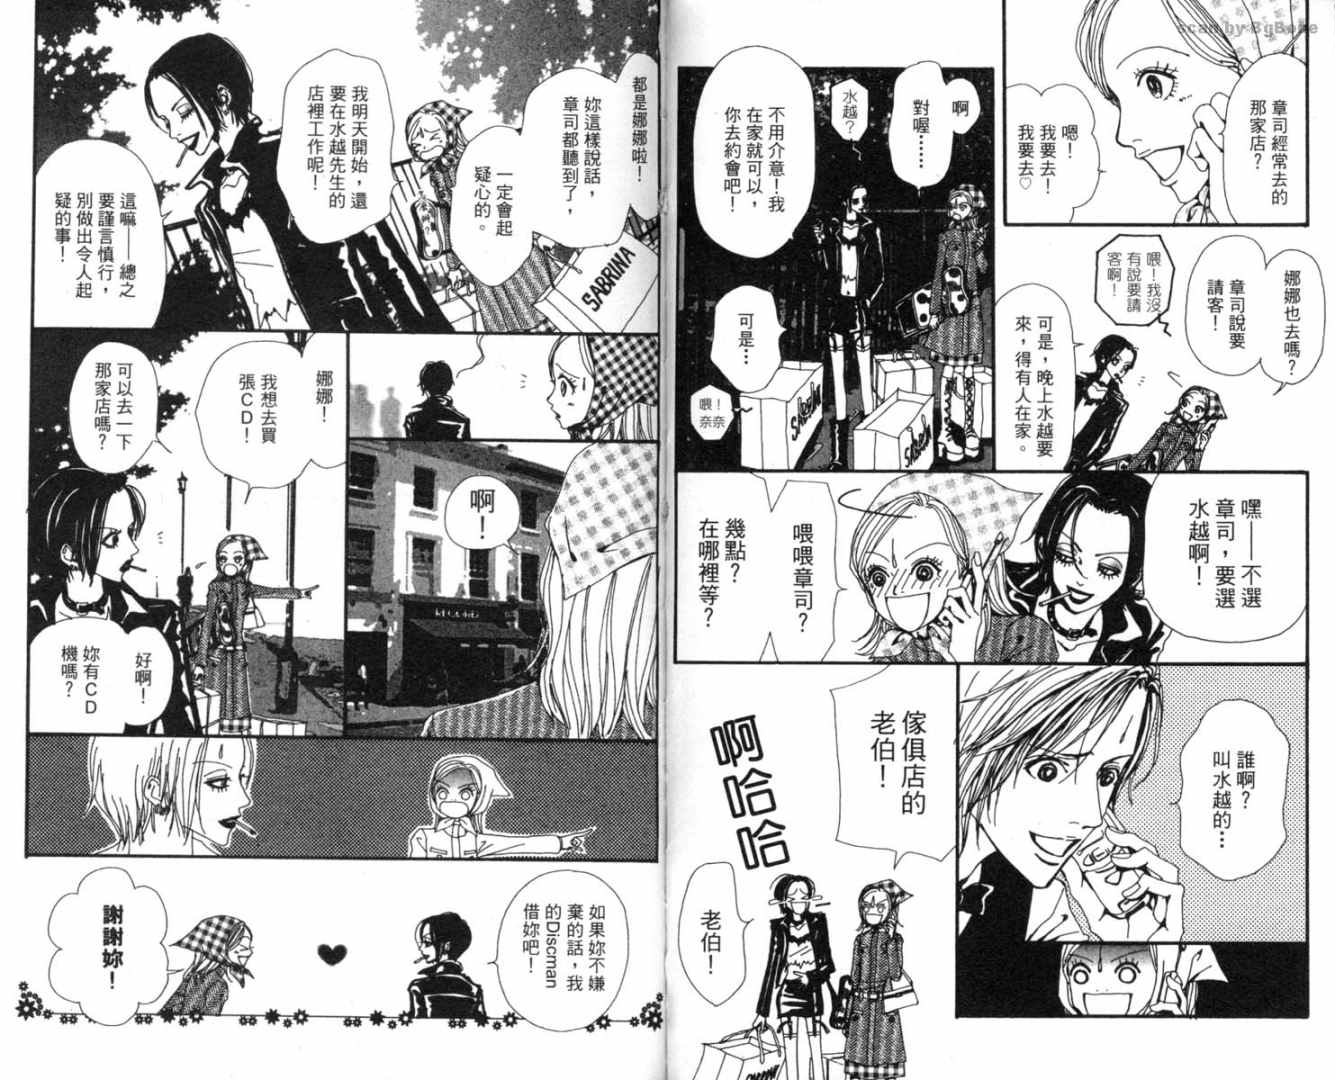 scan by BgBone
章司經常去的
那家店？
嗯！
我要去！
我要去♡
娜娜也去嗎？
章司說要
請客！
喂！我沒
有說要請
客啊！
可是，晚上水越要
來，得有人在家。
啊
對喔……
水越？
不用介意！我
在家就可以，
你去約會吧！
可是…
喂！
奈奈
嘿——不選
章司，要選
水越啊！
喂喂章司？
幾點？
在哪裡等？
誰啊？
叫水越的…
傢俱店的
老伯！
啊哈哈
老伯！
都是娜娜啦！
妳這樣說話，
章司都聽到了，
一定會起
疑心的。
我明天開始，還
要在水越先生的
店裡工作呢！
這嘛——總之
要謹言慎行，
別做出令人起
疑的事！
SABRINA
啊！
娜娜！
我想去買
張CD！
可以去一下
那家店嗎？
好啊！
妳有CD
機嗎？
如果妳不嫌
棄的話，我
的Discman
借妳吧！
謝謝妳！